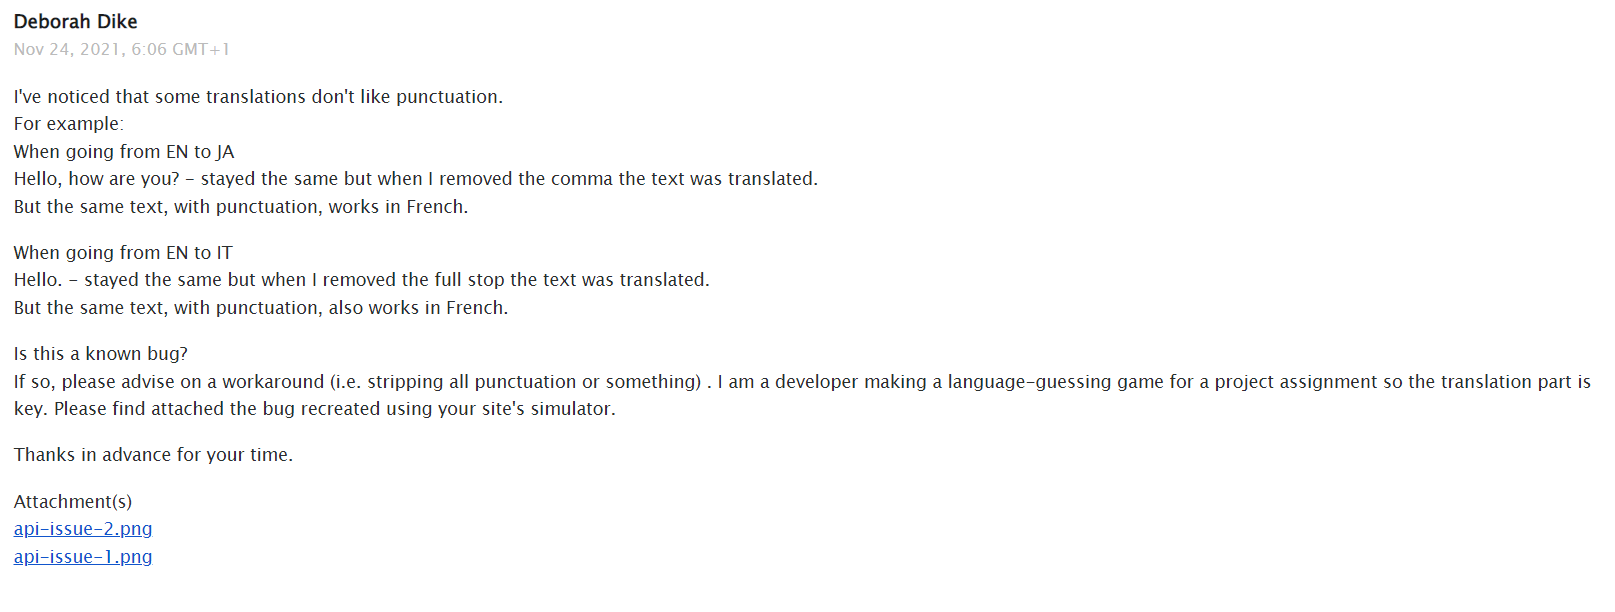 Deborah Dike
Nov 24, 2021, 6:06 GMT+1
I've noticed that some translations don't like punctuation.
For example:
When going from EN to JA
Hello, how are you? - stayed the same but when I removed the comma the text was translated.
But the same text, with punctuation, works in French.
When going from EN to IT
Hello. - stayed the same but when I removed the full stop the text was translated.
But the same text, with punctuation, also works in French.
Is this a known bug?
If so, please advise on a workaround (i.e. stripping all punctuation or something) . I am a developer making a language-guessing game for a project assignment so the translation part is
key. Please find attached the bug recreated using your site's simulator.
Thanks in advance for your time.
Attachment(s)
api-issue-2.png
api-issue-1.png